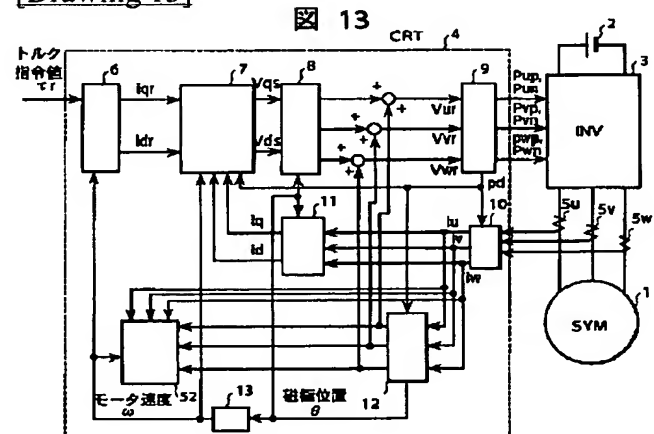 [Drawing 13]
図 13
CRT 4
2
トルク
指令値
τr
6
iqr
idr
7
Vqs
Vds
8
+
+
+
+
+
+
Vur
Vvr
Vwr
9
Pup,
Pun
Pvp,
Pvn
Pwp,
Pwn
3
INV
pd
10
iu
iv
iw
5u
5v
5w
11
iq
id
1
SYM
52
12
13
モータ速度
ω
磁極位置
θ